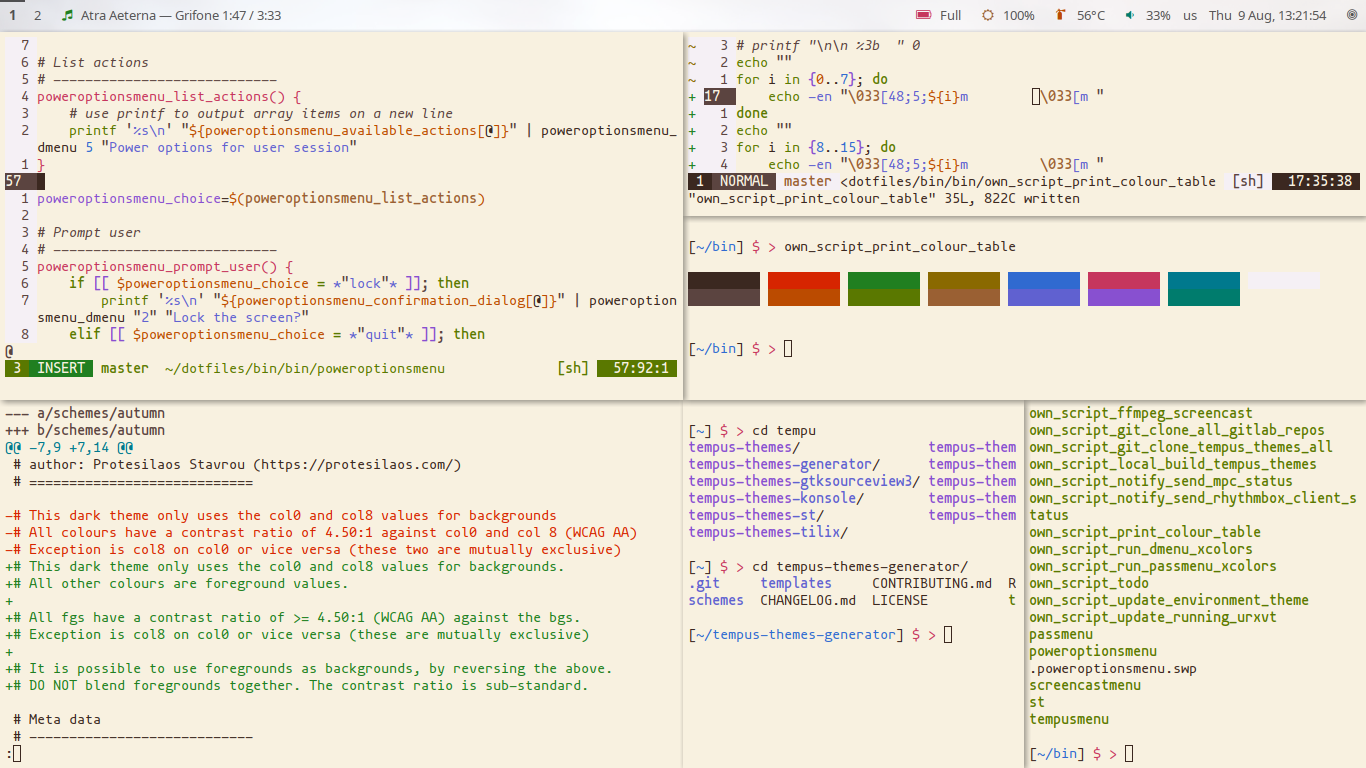 1 2 Atra Aeterna — Grifone 1:47 / 3:33 Full 100% 56°C 33% us Thu 9 Aug, 13:21:54
7
6 # List actions
5 # ----------------------------
4 poweroptionsmenu_list_actions() {
3     # use printf to output array items on a new line
2     printf '%s\n' "${poweroptionsmenu_available_actions[@]}" | poweroptionsmenu_
dmenu 5 "Power options for user session"
1 }
57
1 poweroptionsmenu_choice=$(poweroptionsmenu_list_actions)
2
3 # Prompt user
4 # ----------------------------
5 poweroptionsmenu_prompt_user() {
6     if [[ $poweroptionsmenu_choice = *"lock"* ]]; then
7         printf '%s\n' "${poweroptionsmenu_confirmation_dialog[@]}" | poweroption
smenu_dmenu "2" "Lock the screen?"
8     elif [[ $poweroptionsmenu_choice = *"quit"* ]]; then
@
3 INSERT master ~/dotfiles/bin/bin/poweroptionsmenu [sh] 57:92:1
~ 3 # printf "\n\n %3b  " 0
~ 2 echo ""
~ 1 for i in {0..7}; do
+ 17     echo -en "\033[48;5;${i}m        \033[m "
+ 1 done
+ 2 echo ""
+ 3 for i in {8..15}; do
+ 4     echo -en "\033[48;5;${i}m         \033[m "
1 NORMAL master <dotfiles/bin/bin/own_script_print_colour_table [sh] 17:35:38
"own_script_print_colour_table" 35L, 822C written
[~/bin] $ > own_script_print_colour_table
[~/bin] $ >
--- a/schemes/autumn
+++ b/schemes/autumn
@@ -7,9 +7,14 @@
 # author: Protesilaos Stavrou (https://protesilaos.com/)
 # ============================
-# This dark theme only uses the col0 and col8 values for backgrounds
-# All colours have a contrast ratio of 4.50:1 against col0 and col 8 (WCAG AA)
-# Exception is col8 on col0 or vice versa (these two are mutually exclusive)
+# This dark theme only uses the col0 and col8 values for backgrounds.
+# All other colours are foreground values.
+
+# All fgs have a contrast ratio of >= 4.50:1 (WCAG AA) against the bgs.
+# Exception is col8 on col0 or vice versa (these are mutually exclusive)
+
+# It is possible to use foregrounds as backgrounds, by reversing the above.
+# DO NOT blend foregrounds together. The contrast ratio is sub-standard.
 # Meta data
 # ----------------------------
:
[~] $ > cd tempu
tempus-themes/ tempus-them
tempus-themes-generator/ tempus-them
tempus-themes-gtksourceview3/ tempus-them
tempus-themes-konsole/ tempus-them
tempus-themes-st/ tempus-them
tempus-themes-tilix/
[~] $ > cd tempus-themes-generator/
.git templates CONTRIBUTING.md R
schemes CHANGELOG.md LICENSE t
[~/tempus-themes-generator] $ >
own_script_ffmpeg_screencast
own_script_git_clone_all_gitlab_repos
own_script_git_clone_tempus_themes_all
own_script_local_build_tempus_themes
own_script_notify_send_mpc_status
own_script_notify_send_rhythmbox_client_s
tatus
own_script_print_colour_table
own_script_run_dmenu_xcolors
own_script_run_passmenu_xcolors
own_script_todo
own_script_update_environment_theme
own_script_update_running_urxvt
passmenu
poweroptionsmenu
.poweroptionsmenu.swp
screencastmenu
st
tempusmenu
[~/bin] $ >